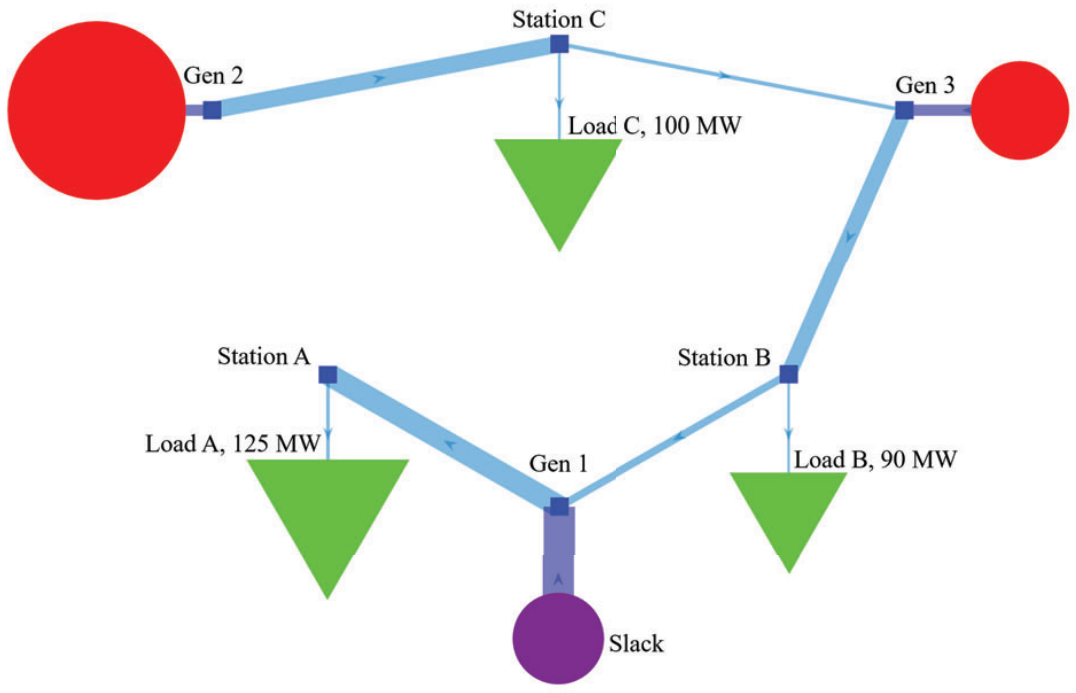 Station C
Gen 2
Gen 3
Load C, 100 MW
Station A
Station B
Load A, 125 MW
Gen 1
Load B, 90 MW
Slack